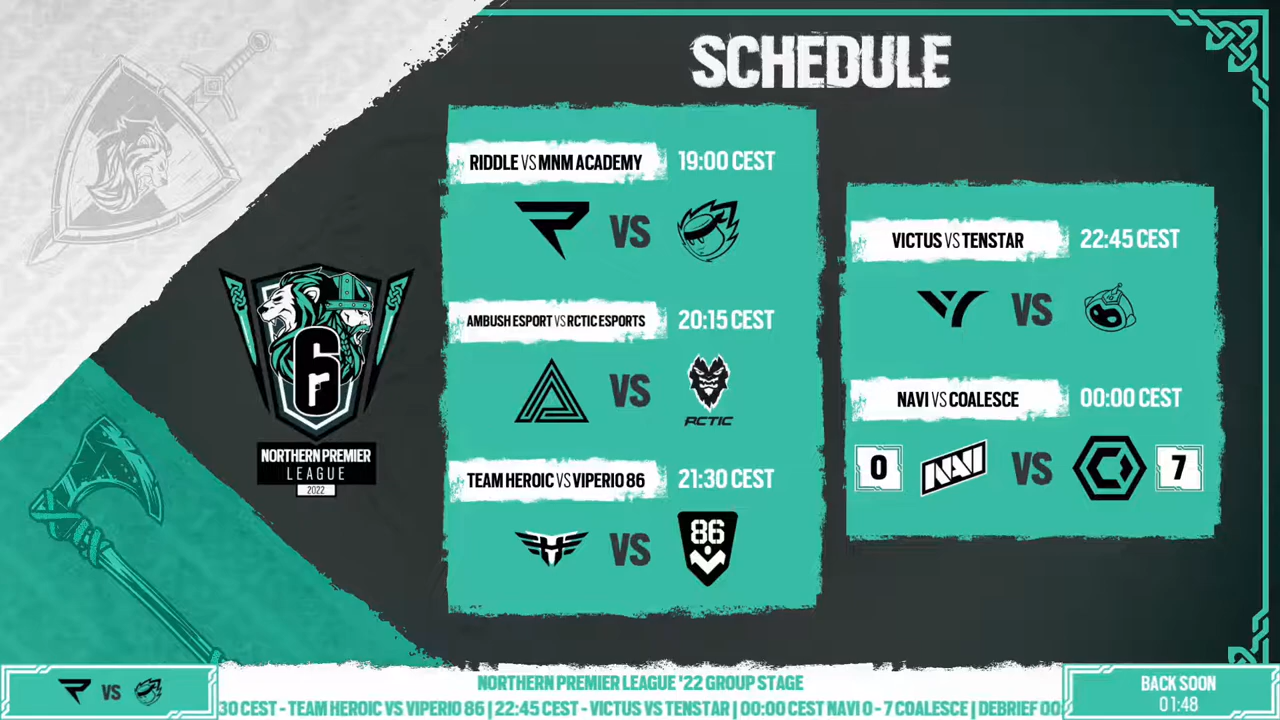 SCHEDULE
RIDDLE VS MNM ACADEMY 19:00 CEST
VS
AMBUSH ESPORT VS RCTIC ESPORTS 20:15 CEST
VS
RCTIC
TEAM HEROIC VS VIPERIO 86 21:30 CEST
VS 86
VICTUS VS TENSTAR 22:45 CEST
VS
NAVI VS COALESCE 00:00 CEST
0 NAVI VS 7
6
NORTHERN PREMIER
LEAGUE
2022
VS
NORTHERN PREMIER LEAGUE '22 GROUP STAGE
30 CEST - TEAM HEROIC VS VIPERIO 86 | 22:45 CEST - VICTUS VS TENSTAR | 00:00 CEST NAVI 0 - 7 COALESCE | DEBRIEF 00
BACK SOON
01:48